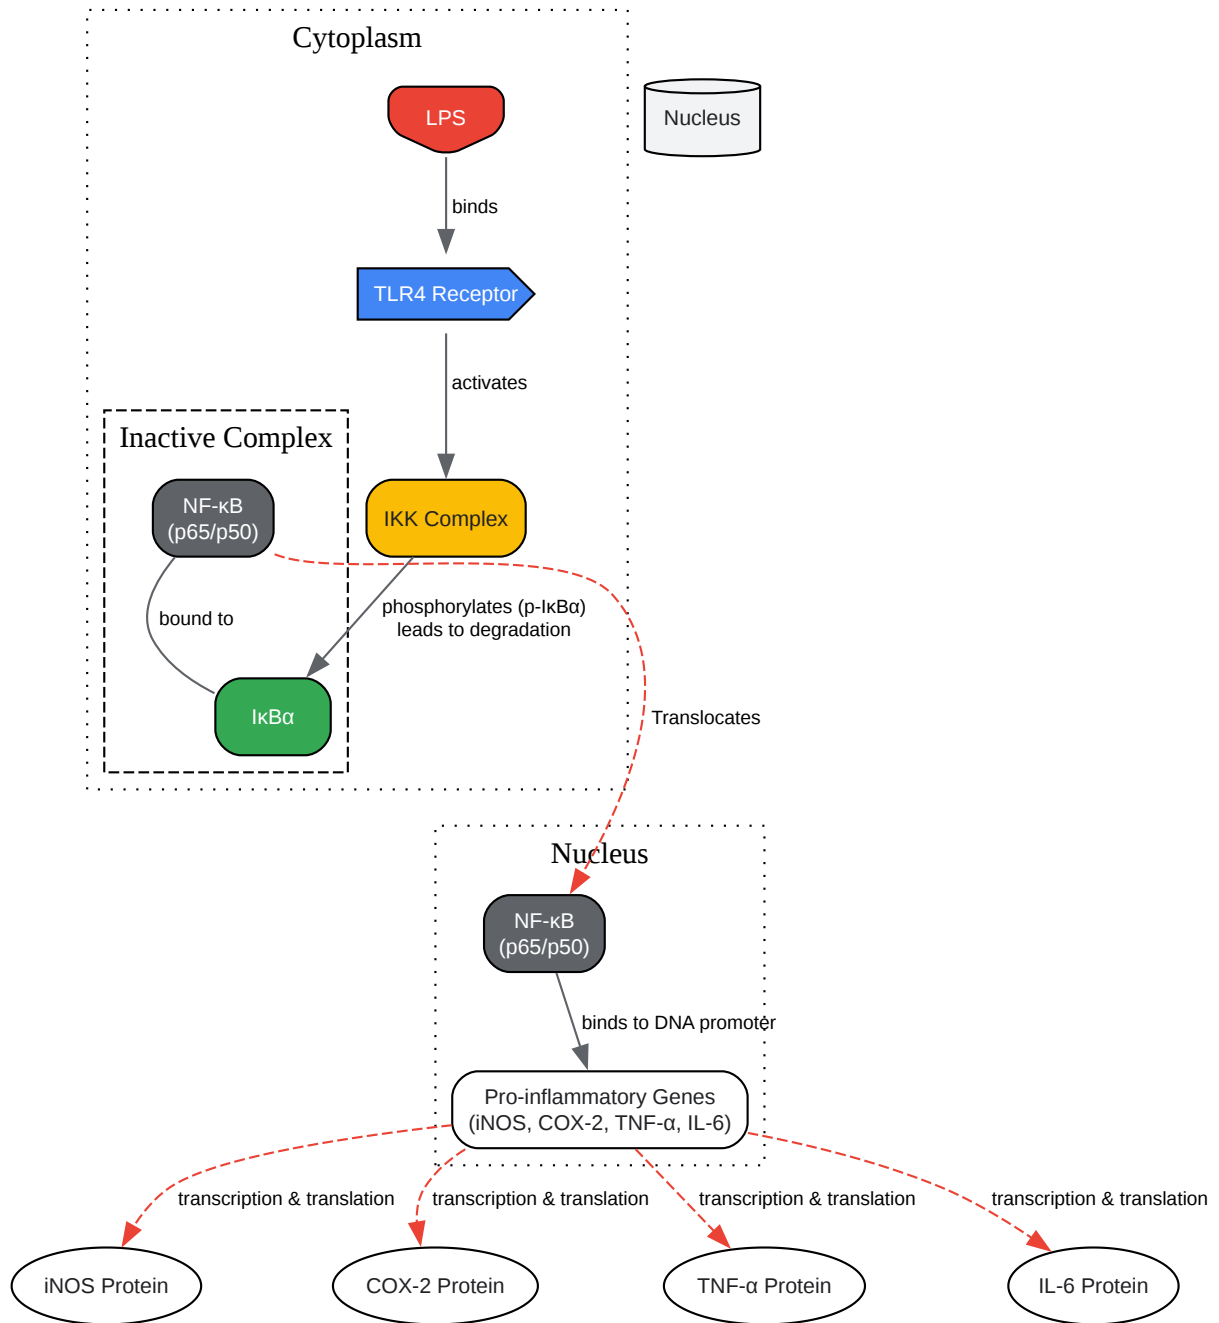 Cytoplasm
LPS
Nucleus
binds
TLR4 Receptor
activates
Inactive Complex
NF-κB
(p65/p50)
IKK Complex
bound to
phosphorylates (p-IκBα)
leads to degradation
IκBα
Translocates
Nucleus
NF-κB
(p65/p50)
binds to DNA promoter
Pro-inflammatory Genes
(iNOS, COX-2, TNF-α, IL-6)
transcription & translation
transcription & translation
transcription & translation
transcription & translation
iNOS Protein
COX-2 Protein
TNF-α Protein
IL-6 Protein